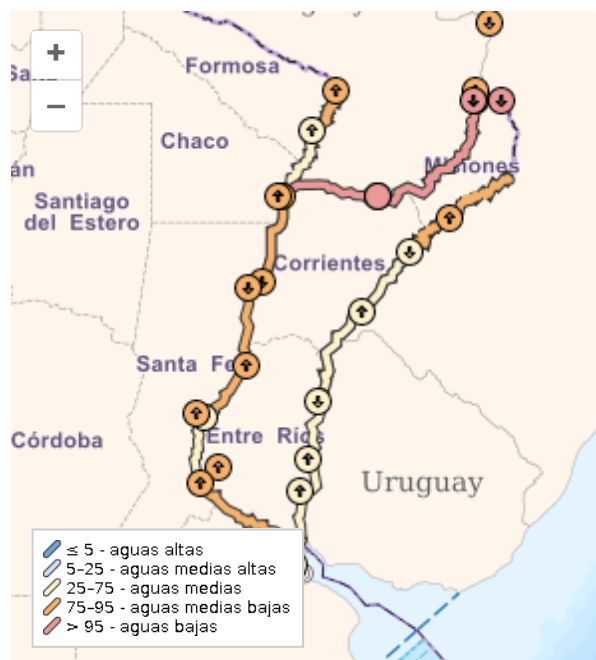 +
−
Formosa
Chaco
Misiones
Santiago
del Estero
Corrientes
Santa Fe
Entre Ríos
Córdoba
Uruguay
≤ 5 - aguas altas
5-25 - aguas medias altas
25-75 - aguas medias
75-95 - aguas medias bajas
> 95 - aguas bajas